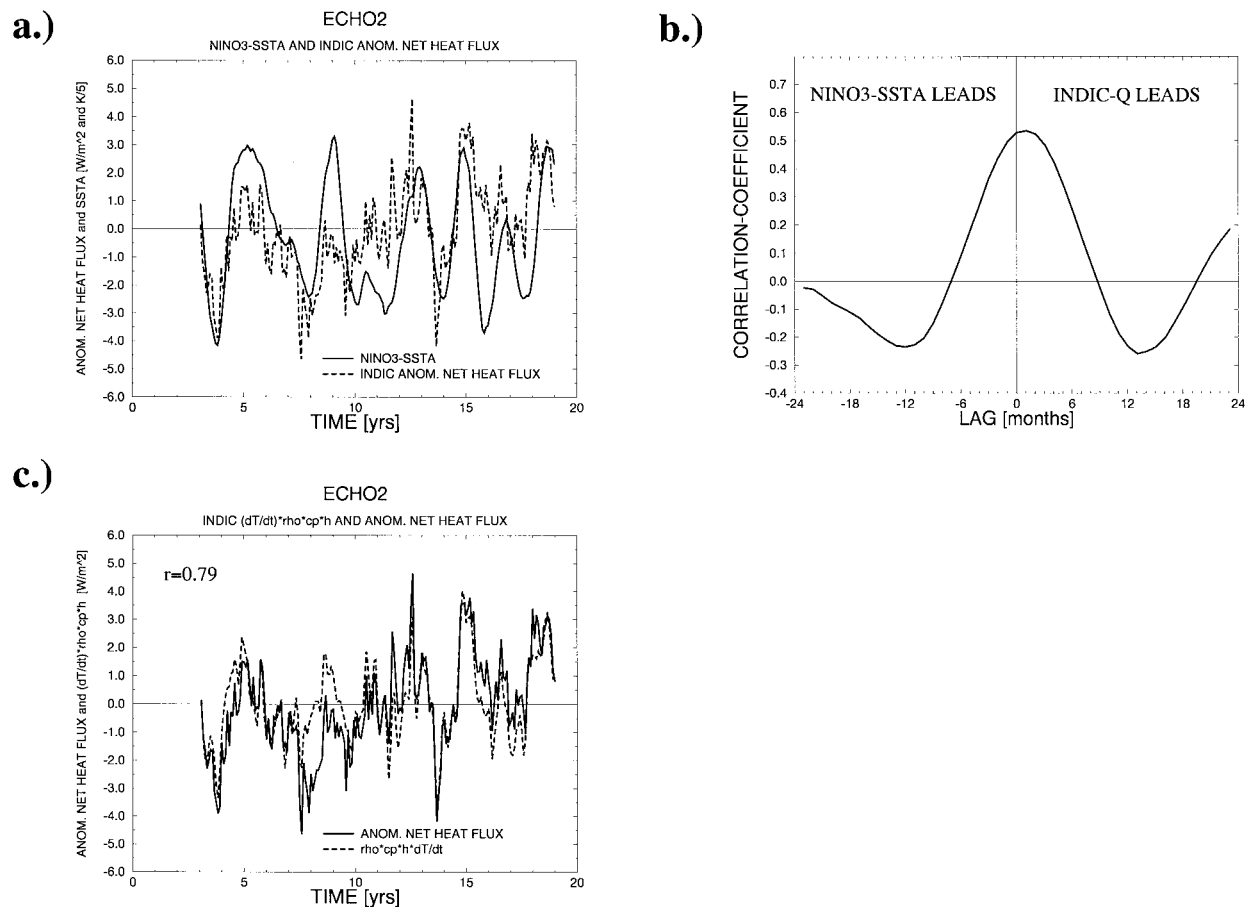 a.)
ECHO2
NINO3-SSTA AND INDIC ANOM. NET HEAT FLUX
ANOM. NET HEAT FLUX and SSTA [W/m^2 and K/5]
6.0
5.0
4.0
3.0
2.0
1.0
0.0
-1.0
-2.0
-3.0
-4.0
-5.0
-6.0
NINO3-SSTA
INDIC ANOM. NET HEAT FLUX
0 5 10 15 20
TIME [yrs]
b.)
CORRELATION-COEFFICIENT
NINO3-SSTA LEADS
INDIC-Q LEADS
0.7
0.6
0.5
0.4
0.3
0.2
0.1
0.0
-0.1
-0.2
-0.3
-0.4
-24 -18 -12 -6 0 6 12 18 24
LAG [months]
c.)
ECHO2
INDIC (dT/dt)*rho*cp*h AND ANOM. NET HEAT FLUX
ANOM. NET HEAT FLUX and (dT/dt)*rho*cp*h [W/m^2]
r=0.79
6.0
5.0
4.0
3.0
2.0
1.0
0.0
-1.0
-2.0
-3.0
-4.0
-5.0
-6.0
ANOM. NET HEAT FLUX
rho*cp*h*dT/dt
0 5 10 15 20
TIME [yrs]